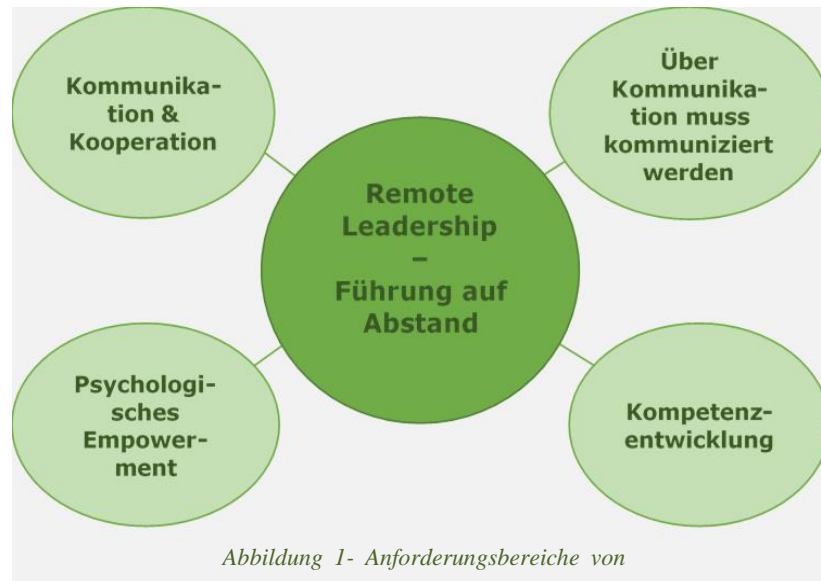 Kommunika-
tion &
Kooperation
Über
Kommunika-
tion muss
kommuniziert
werden
Remote
Leadership
–
Führung auf
Abstand
Psychologi-
sches
Empower-
ment
Kompetenz-
entwicklung
Abbildung 1- Anforderungsbereiche von